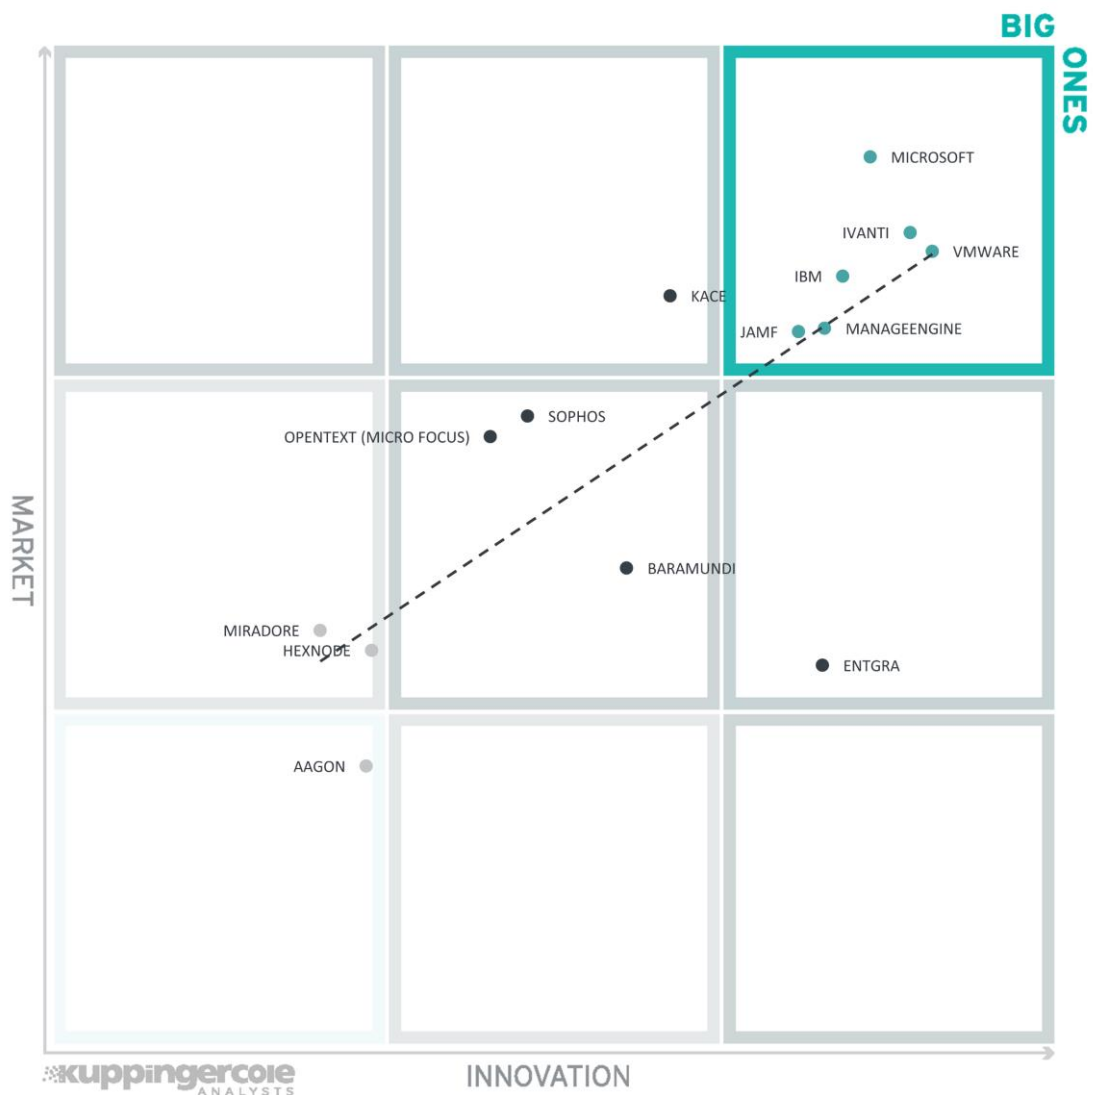 BIG
ONES
MICROSOFT
IVANTI
VMWARE
IBM
KACE
JAMF
MANAGEENGINE
SOPHOS
OPENTEXT (MICRO FOCUS)
MARKET
BARAMUNDI
MIRADORE
HEXNODE
ENTGRA
AAGON
kuppingercole
ANALYSTS
INNOVATION